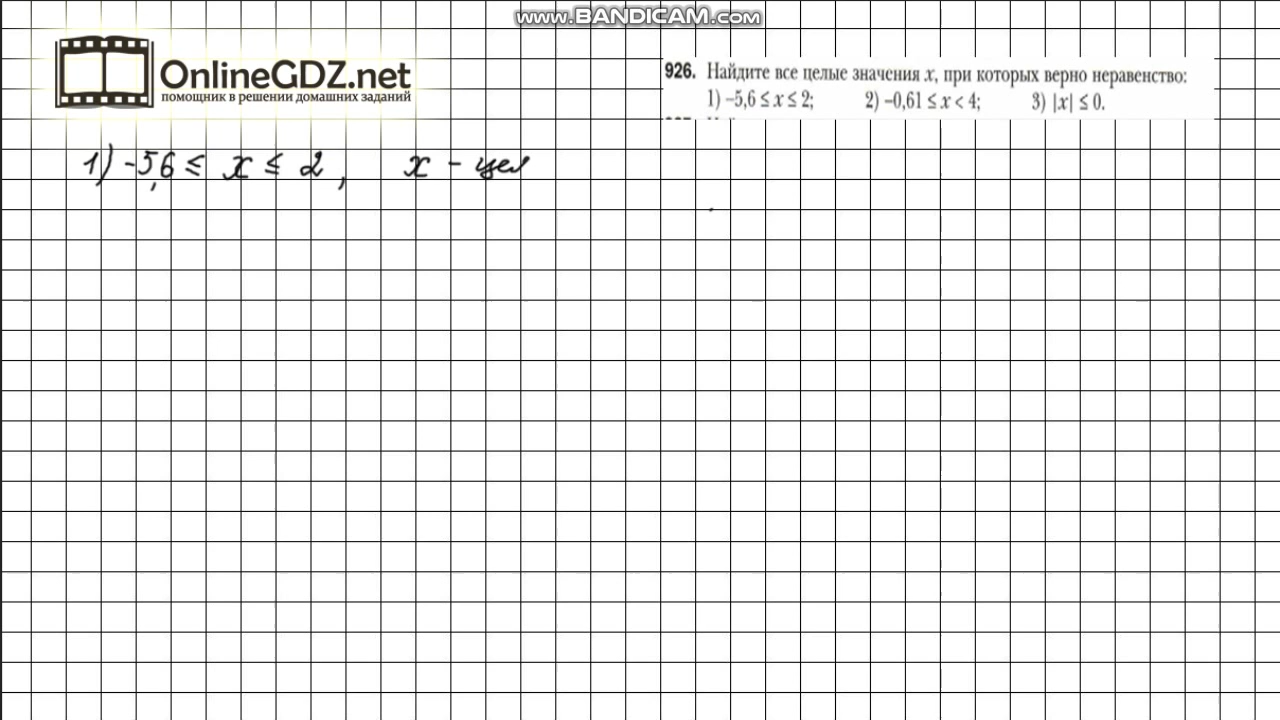 www.BANDICAM.com
OnlineGDZ.net
помощник в решении домашних заданий
926. Найдите все целые значения x, при которых верно неравенство:
1) –5,6 ≤ x ≤ 2; 2) –0,61 ≤ x < 4; 3) |x| ≤ 0.
1) -5,6 ≤ x ≤ 2, x - цел